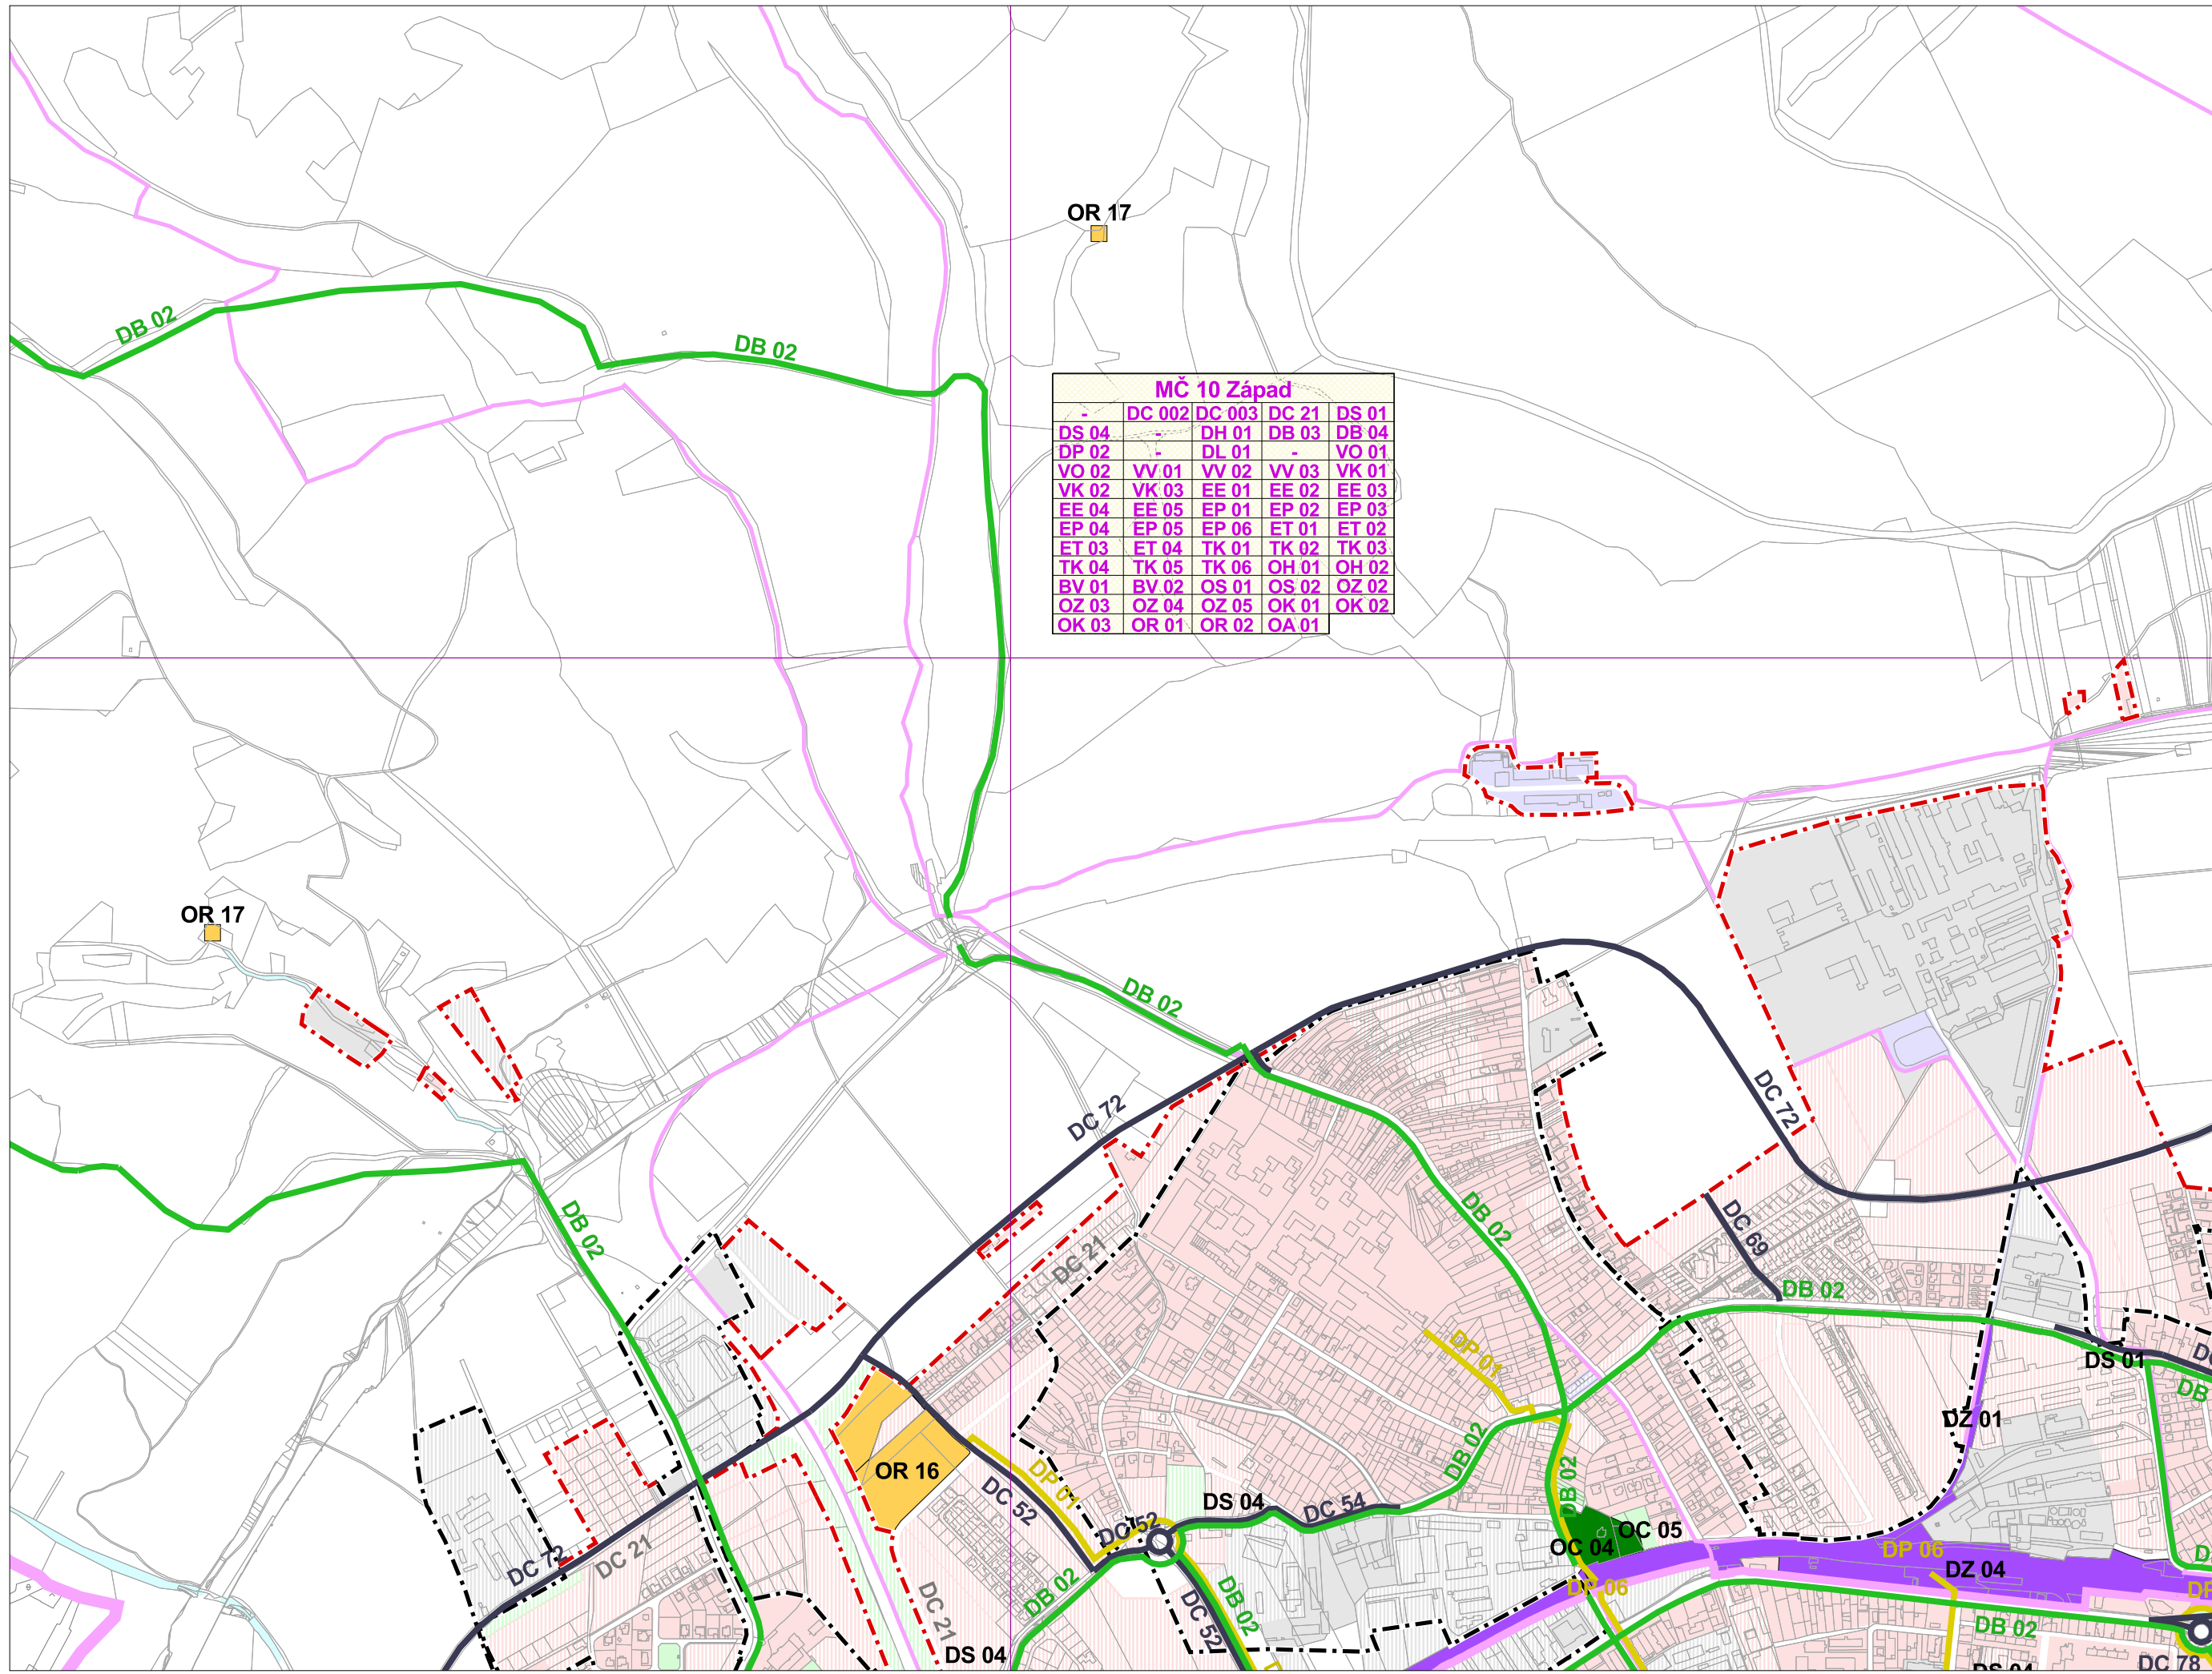 OR 17
DB 02
DB 02
MČ 10 Západ
- DC 002 DC 003 DC 21 DS 01
DS 04 - DH 01 DB 03 DB 04
DP 02 - DL 01 - VO 01
VO 02 VV 01 VV 02 VV 03 VK 01
VK 02 VK 03 EE 01 EE 02 EE 03
EE 04 EE 05 EP 01 EP 02 EP 03
EP 04 EP 05 EP 06 ET 01 ET 02
ET 03 ET 04 TK 01 TK 02 TK 03
TK 04 TK 05 TK 06 OH 01 OH 02
BV 01 BV 02 OS 01 OS 02 OZ 02
OZ 03 OZ 04 OZ 05 OK 01 OK 02
OK 03 OR 01 OR 02 OA 01
OR 17
DB 02
DC 72
DC 72
DB 02
DB 02
DC 69
DC 21
DB 02
DP 01
DS 01
DB
DZ 01
OR 16
DP 01
DC 52
DB 02
DB 02
DS 04
DC 54
DC 52
OC 05
OC 04
DP 06
DZ 04
DC 72
DC 21
DP 06
DB 02
DB 02
DC 52
DC 21
DB 02
DS 04
DC 78